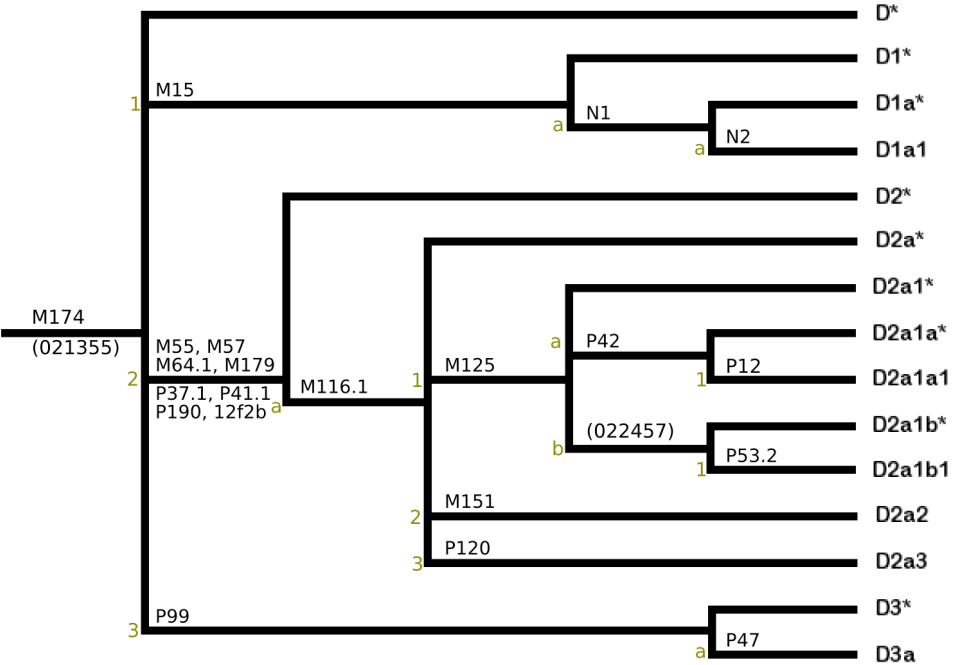 D*
D1*
M15
1
D1a*
N1
a
N2
a
D1a1
D2*
D2a*
D2a1*
M174
(021355)
D2a1a*
P42
a
M55, M57
M64.1, M179
2
P37.1, P41.1
P190, 12f2b
a
M116.1
1
M125
P12
1
D2a1a1
D2a1b*
(022457)
b
P53.2
1
D2a1b1
M151
2
D2a2
P120
3
D2a3
D3*
P99
3
P47
a
D3a